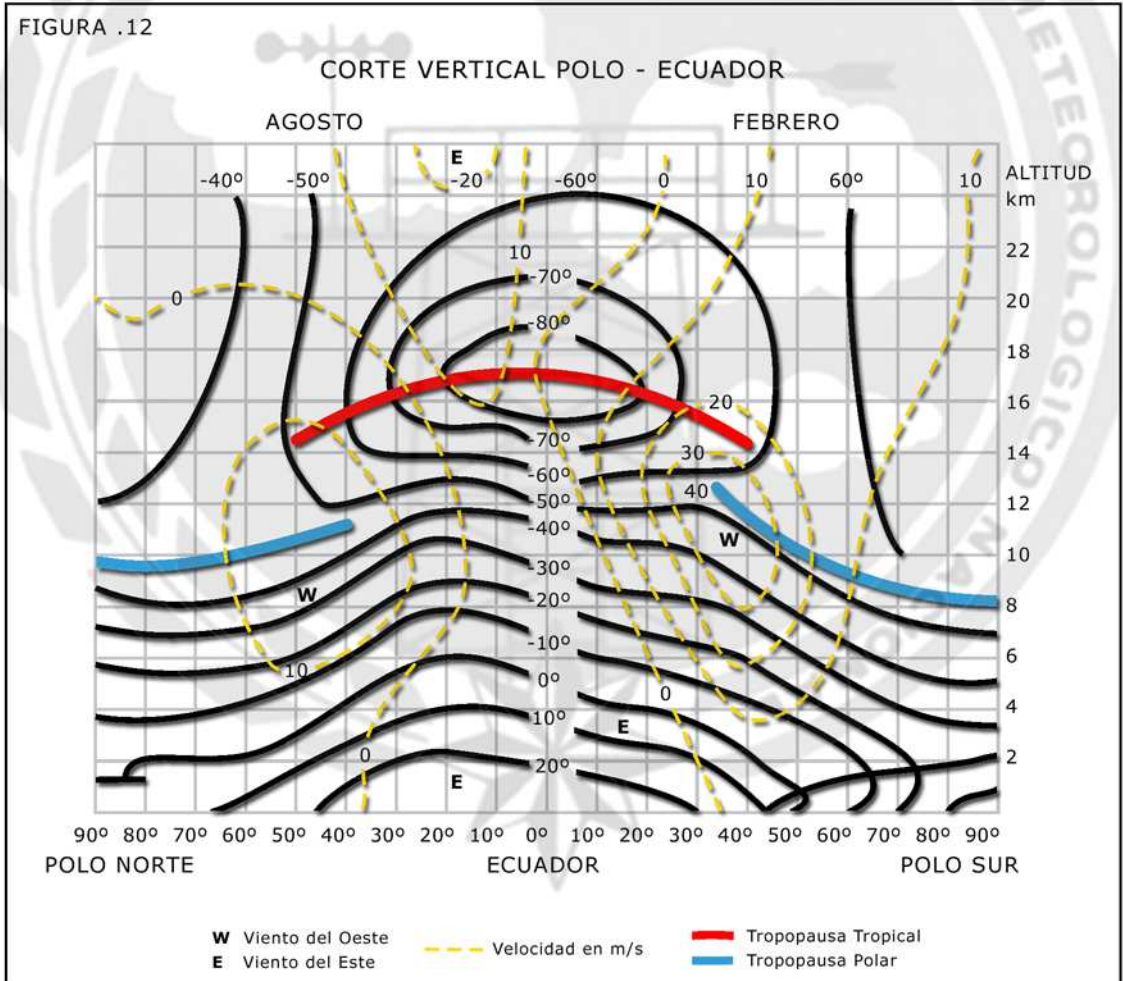 FIGURA .12
CORTE VERTICAL POLO - ECUADOR
AGOSTO FEBRERO
E
ALTITUD
km
-40º -50º -20 -60º 0 10 60º 10
10 22
-70º
0 20
-80º
18
20 16
-70º 30 14
-60º 40
-50º 12
-40º W
10
-30º
W 8
-20º
-10º 6
10
0º 0
4
10º E
0 20º 2
E
90º 80º 70º 60º 50º 40º 30º 20º 10º 0º 10º 20º 30º 40º 50º 60º 70º 80º 90º
POLO NORTE ECUADOR POLO SUR
W Viento del Oeste
E Viento del Este
Velocidad en m/s
Tropopausa Tropical
Tropopausa Polar
METEOROLOGICO NACIONAL